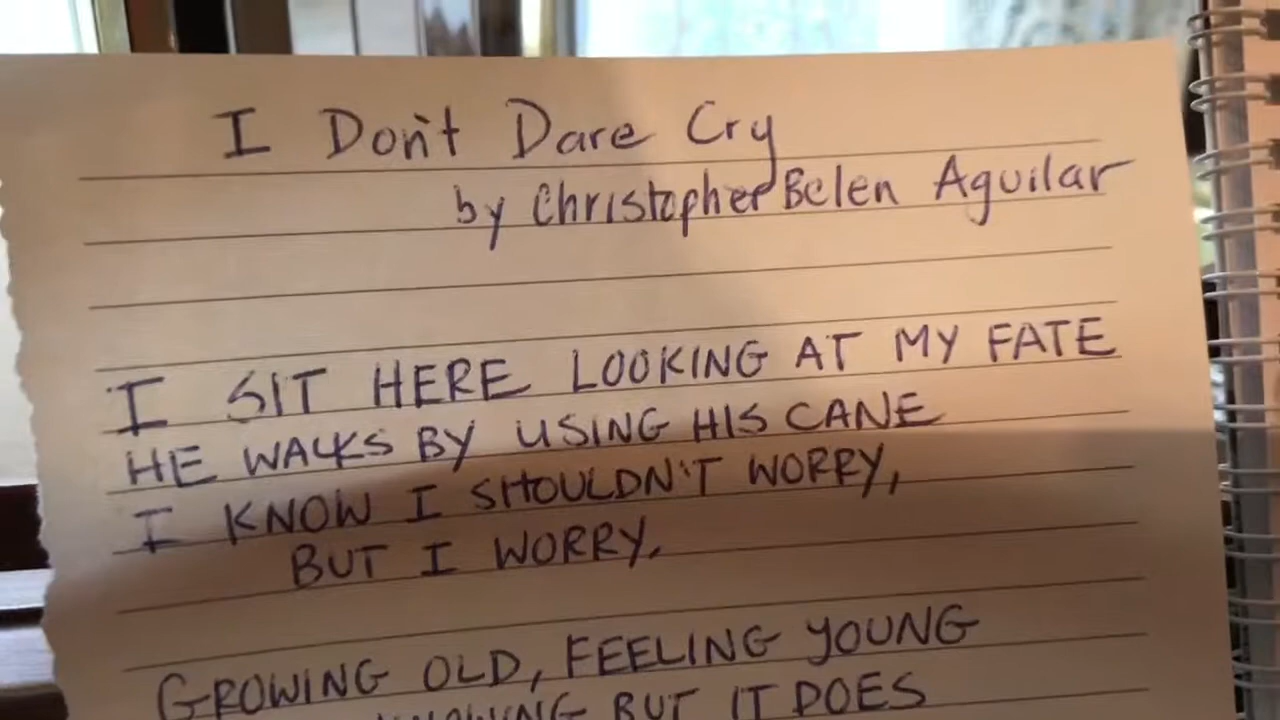 I Don't Dare Cry
by Christopher Belen Aguilar
I SIT HERE LOOKING AT MY FATE
HE WALKS BY USING HIS CANE
I KNOW I SHOULDN'T WORRY,
BUT I WORRY.
GROWING OLD, FEELING YOUNG
BUT IT DOES